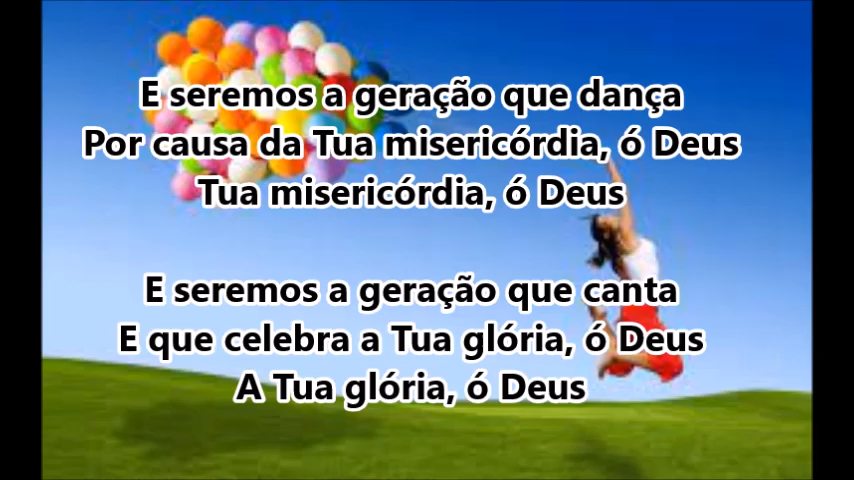 E seremos a geração que dança
Por causa da Tua misericórdia, ó Deus
Tua misericórdia, ó Deus
E seremos a geração que canta
E que celebra a Tua glória, ó Deus
A Tua glória, ó Deus